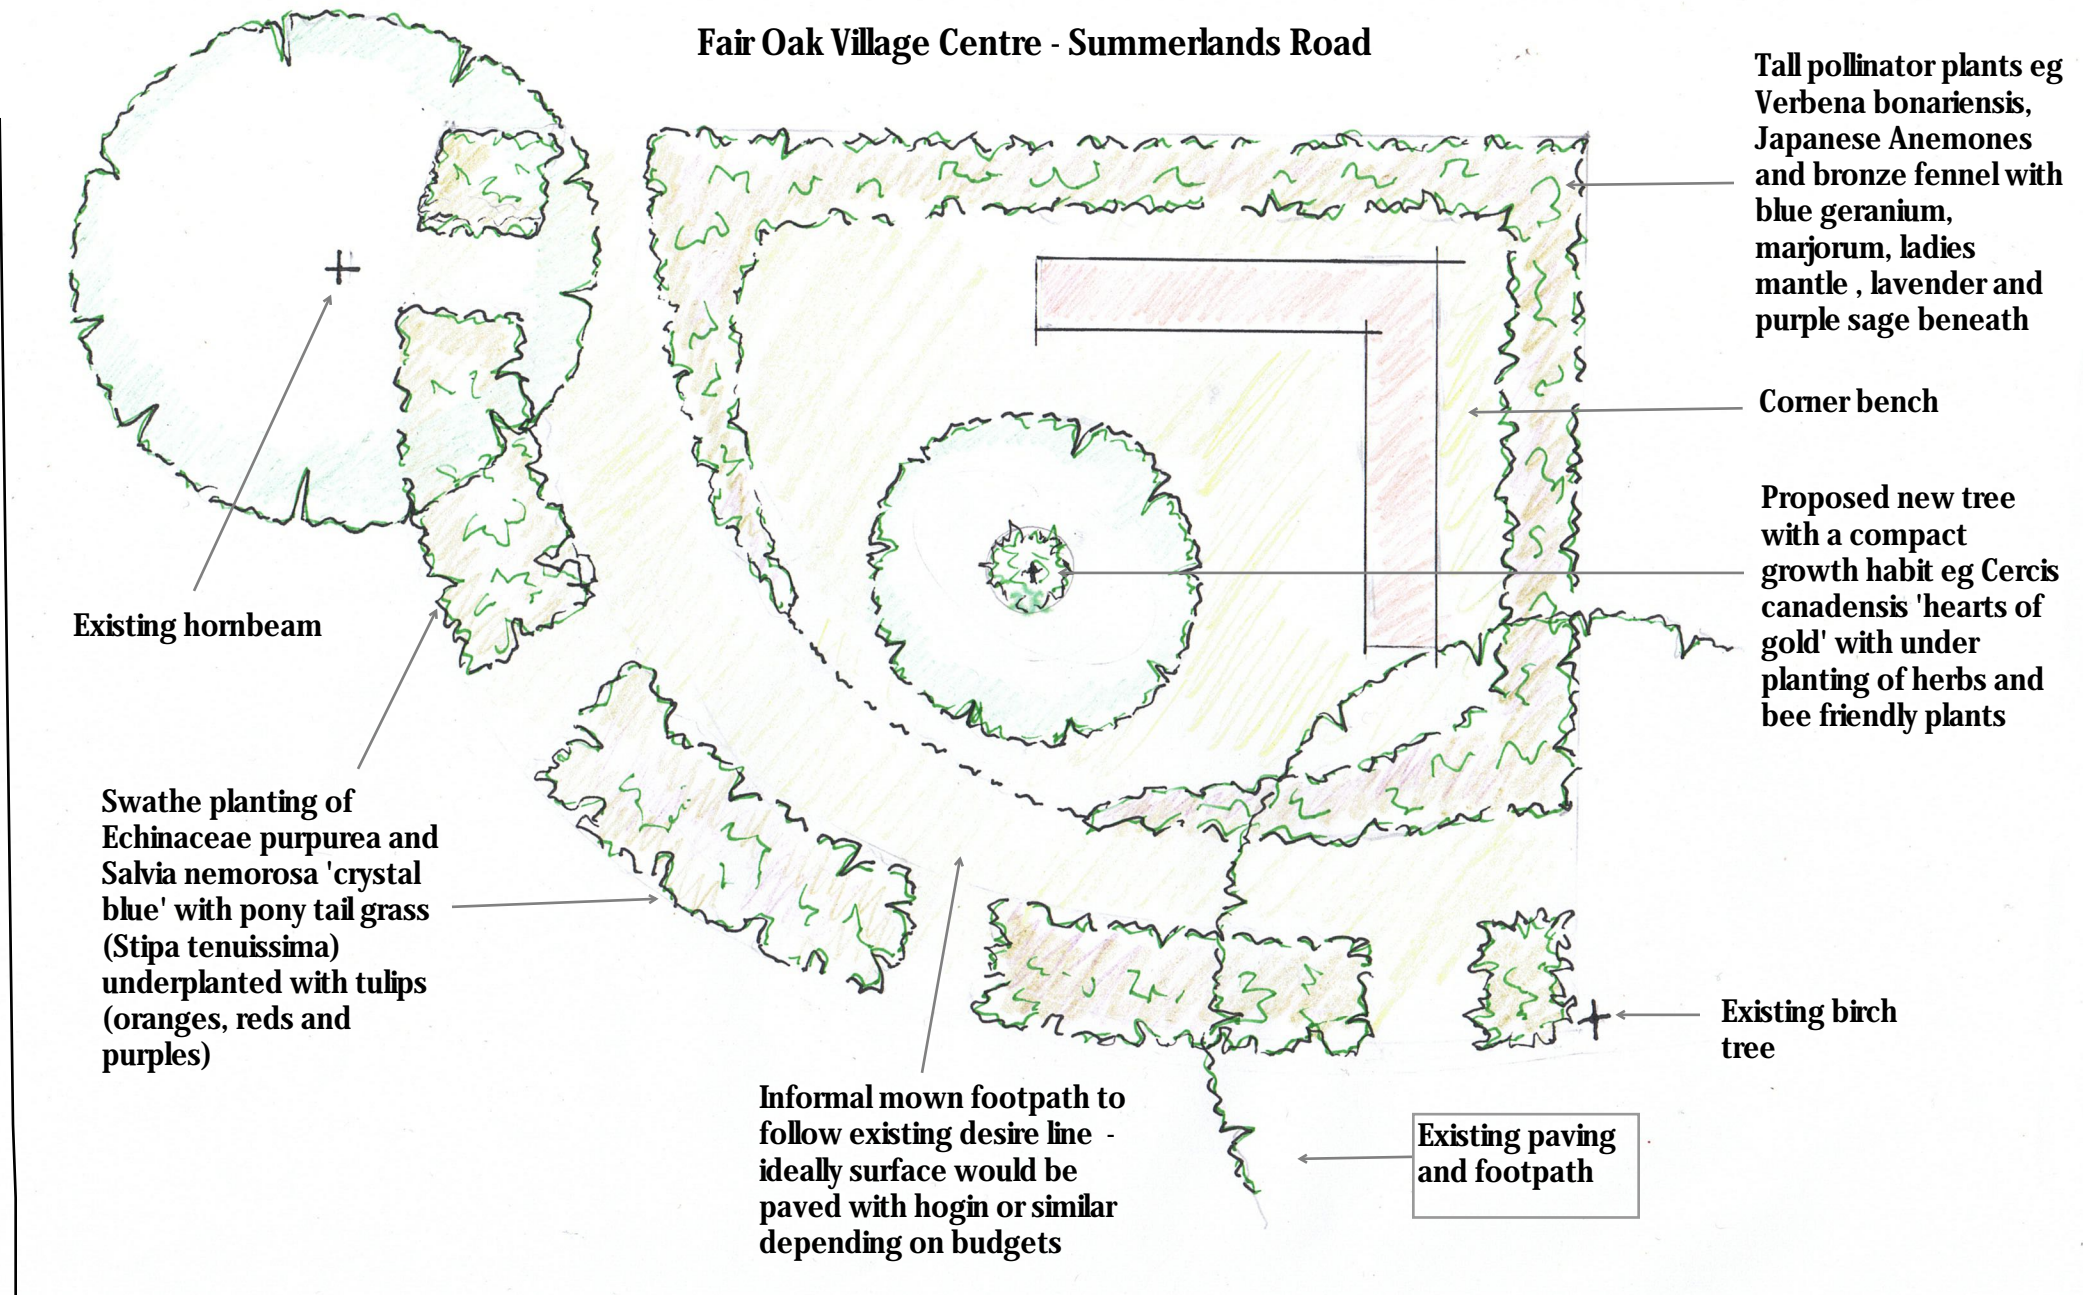 Fair Oak Village Centre - Summerlands Road
Tall pollinator plants eg
Verbena bonariensis,
Japanese Anemones
and bronze fennel with
blue geranium,
marjorum, ladies
mantle , lavender and
purple sage beneath
Corner bench
Proposed new tree
with a compact
growth habit eg Cercis
canadensis 'hearts of
gold' with under
planting of herbs and
bee friendly plants
Existing hornbeam
Swathe planting of
Echinaceae purpurea and
Salvia nemorosa 'crystal
blue' with pony tail grass
(Stipa tenuissima)
underplanted with tulips
(oranges, reds and
purples)
Informal mown footpath to
follow existing desire line -
ideally surface would be
paved with hogin or similar
depending on budgets
Existing paving
and footpath
Existing birch
tree